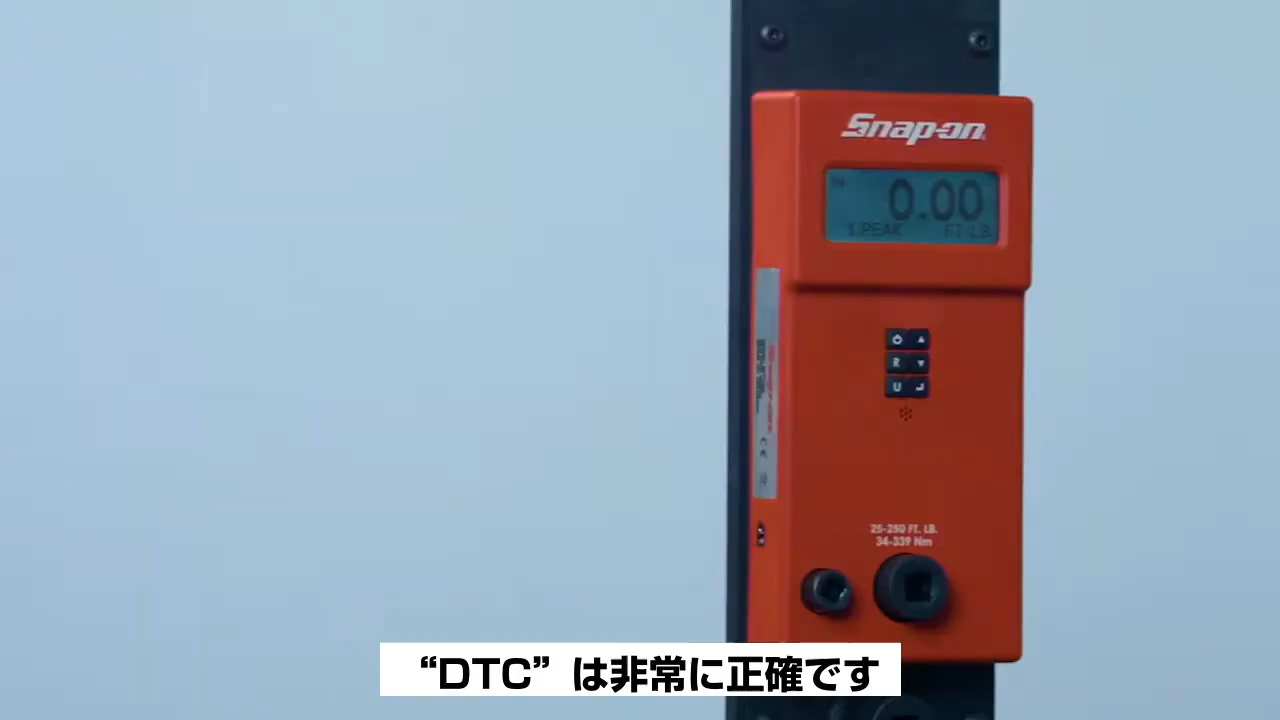 Snap-on
0.00
1 PEAK FT LB
R
U
25-250 FT. LB.
34-339 Nm
“DTC”は非常に正確です